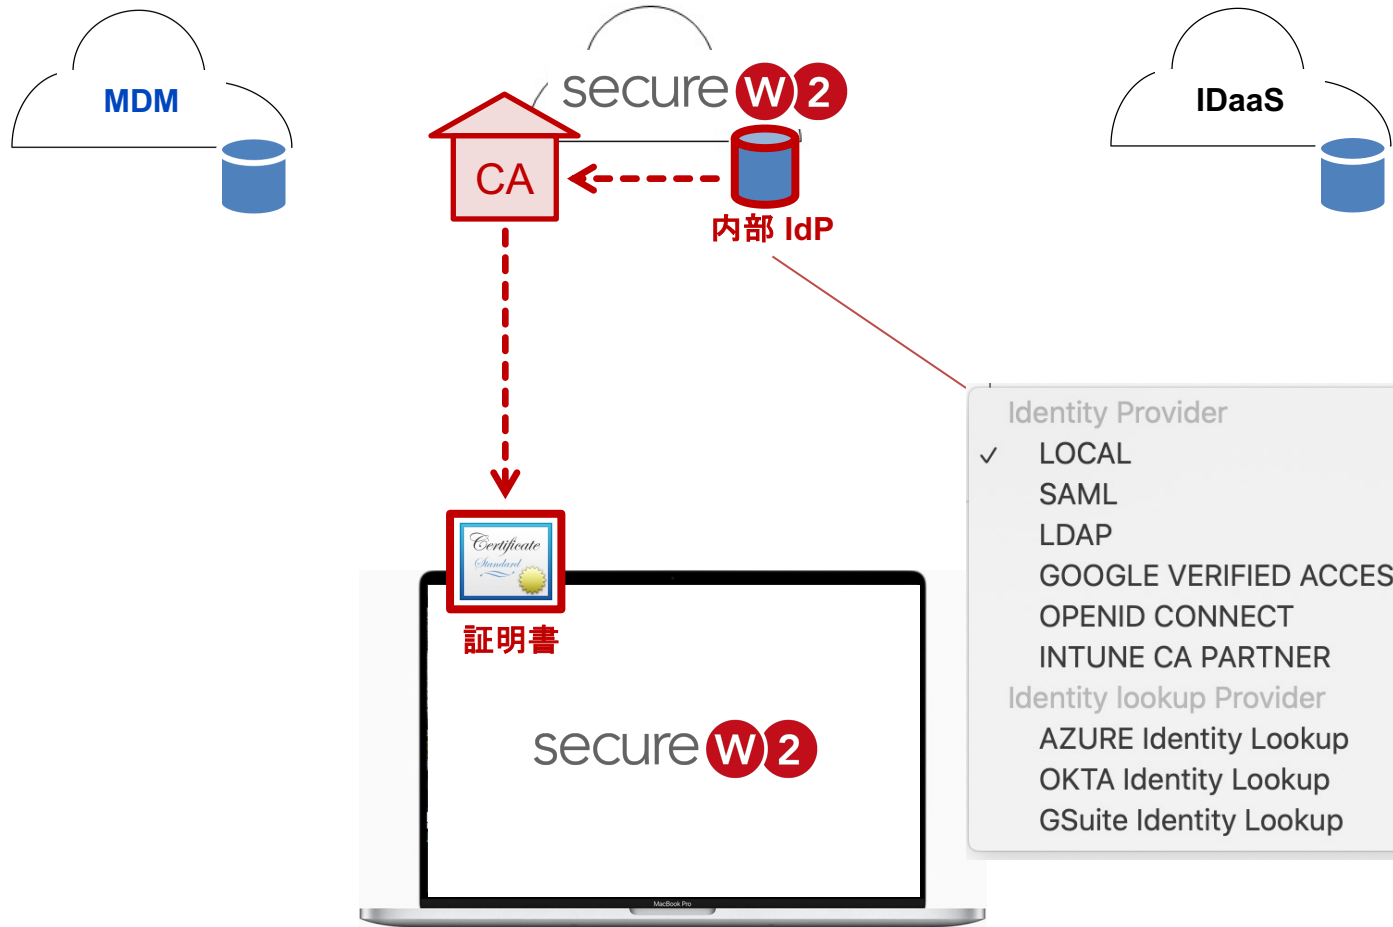 MDM
secure W2
IDaaS
CA
内部 IdP
Identity Provider
✓ LOCAL
SAML
LDAP
GOOGLE VERIFIED ACCES
OPENID CONNECT
INTUNE CA PARTNER
Identity lookup Provider
AZURE Identity Lookup
OKTA Identity Lookup
GSuite Identity Lookup
Certificate
Standard
証明書
secure W2
MacBook Pro